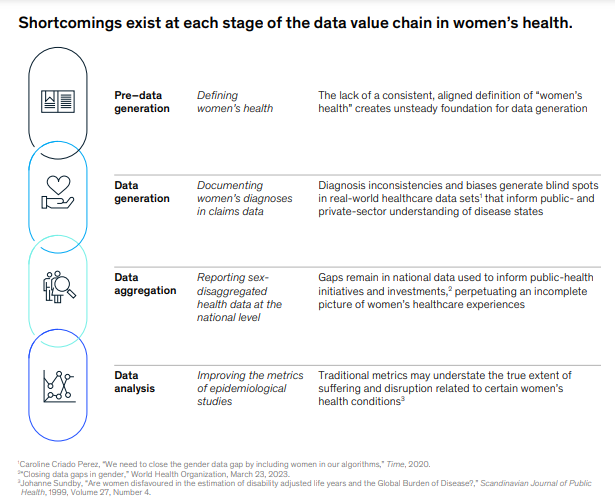 Shortcomings exist at each stage of the data value chain in women’s health.
Pre–data
generation
Defining
women’s health
The lack of a consistent, aligned definition of “women’s
health” creates unsteady foundation for data generation
Data
generation
Documenting
women’s diagnoses
in claims data
Diagnosis inconsistencies and biases generate blind spots
in real-world healthcare data sets¹ that inform public- and
private-sector understanding of disease states
Data
aggregation
Reporting sex-
disaggregated
health data at the
national level
Gaps remain in national data used to inform public-health
initiatives and investments,² perpetuating an incomplete
picture of women’s healthcare experiences
Data
analysis
Improving the metrics
of epidemiological
studies
Traditional metrics may understate the true extent of
suffering and disruption related to certain women’s
health conditions³
¹Caroline Criado Perez, “We need to close the gender data gap by including women in our algorithms,” Time, 2020.
²“Closing data gaps in gender,” World Health Organization, March 23, 2023.
³Johanne Sundby, “Are women disfavoured in the estimation of disability adjusted life years and the Global Burden of Disease?,” Scandinavian Journal of Public
Health, 1999, Volume 27, Number 4.